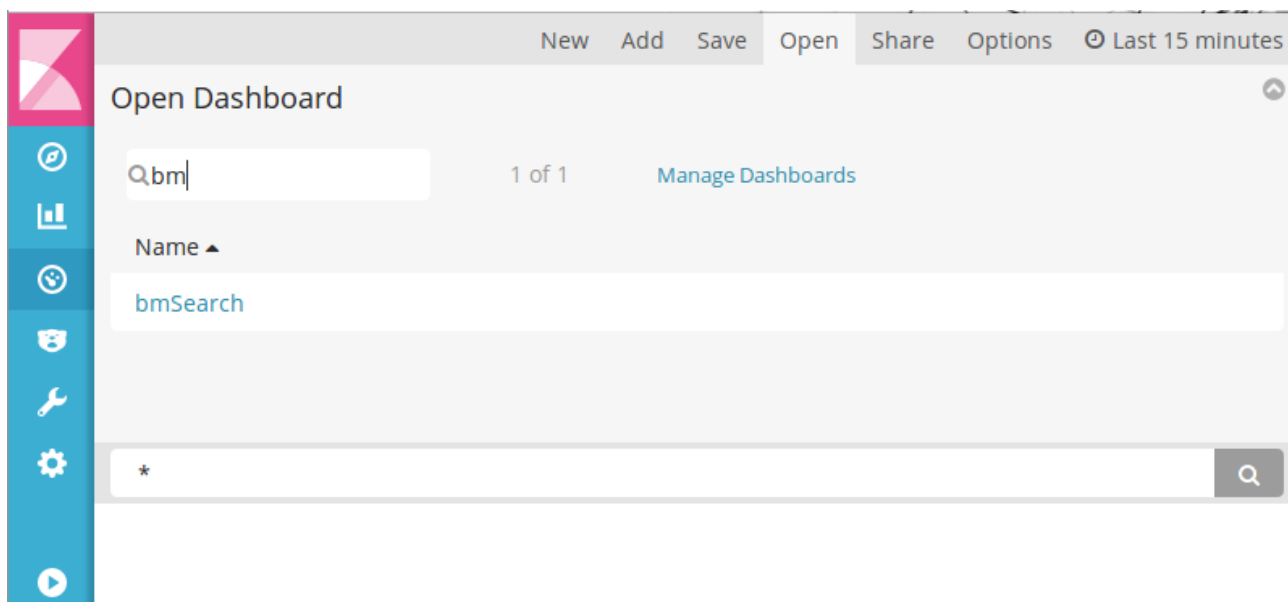 New Add Save Open Share Options Last 15 minutes
Open Dashboard
bm 1 of 1 Manage Dashboards
Name
bmSearch
*